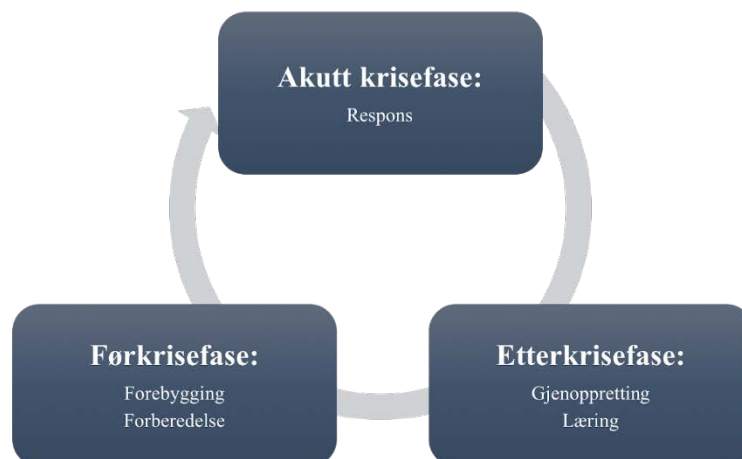 Akutt krisefase:
Respons
Førkrisefase:
Forebygging
Forberedelse
Etterkrisefase:
Gjenoppretting
Læring